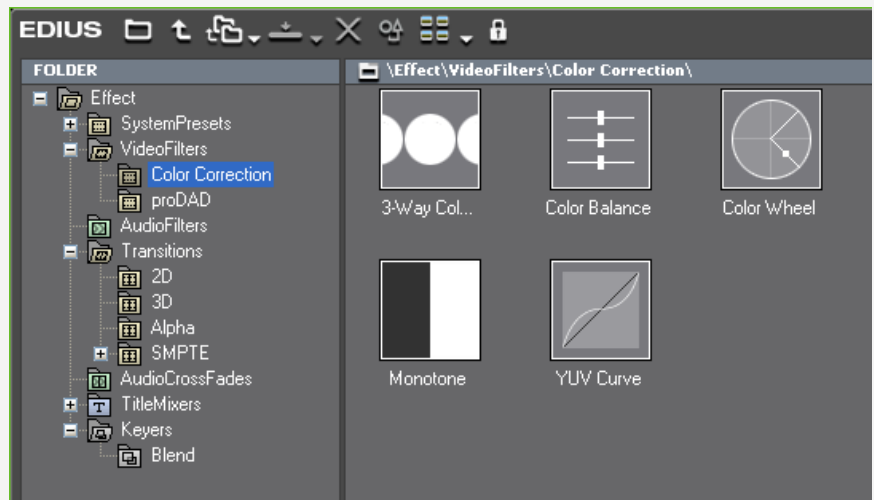 EDIUS
FOLDER
Effect
SystemPresets
VideoFilters
Color Correction
proDAD
AudioFilters
Transitions
2D
3D
Alpha
SMPTE
AudioCrossFades
TitleMixers
T
Keyers
Blend
\Effect\VideoFilters\Color Correction\
3-Way Col...
Color Balance
Color Wheel
Monotone
YUV Curve